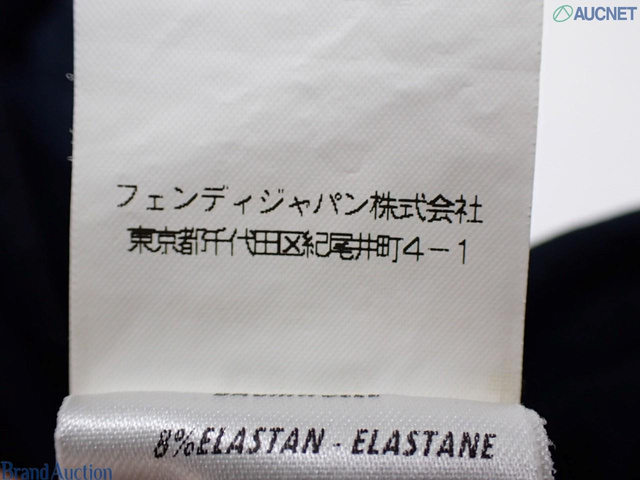 AUCNET
フェンディジャパン株式会社
東京都千代田区紀尾井町4-1
8%ELASTAN - ELASTANE
Brand Auction